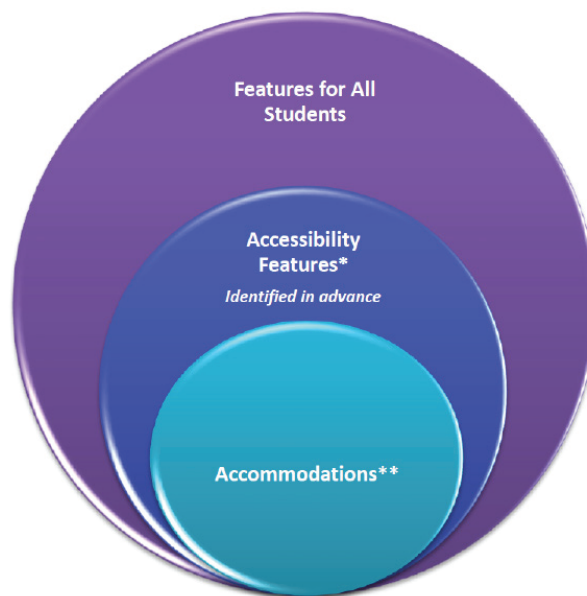 Features for All
Students
Accessibility
Features*
Identified in advance
Accommodations**